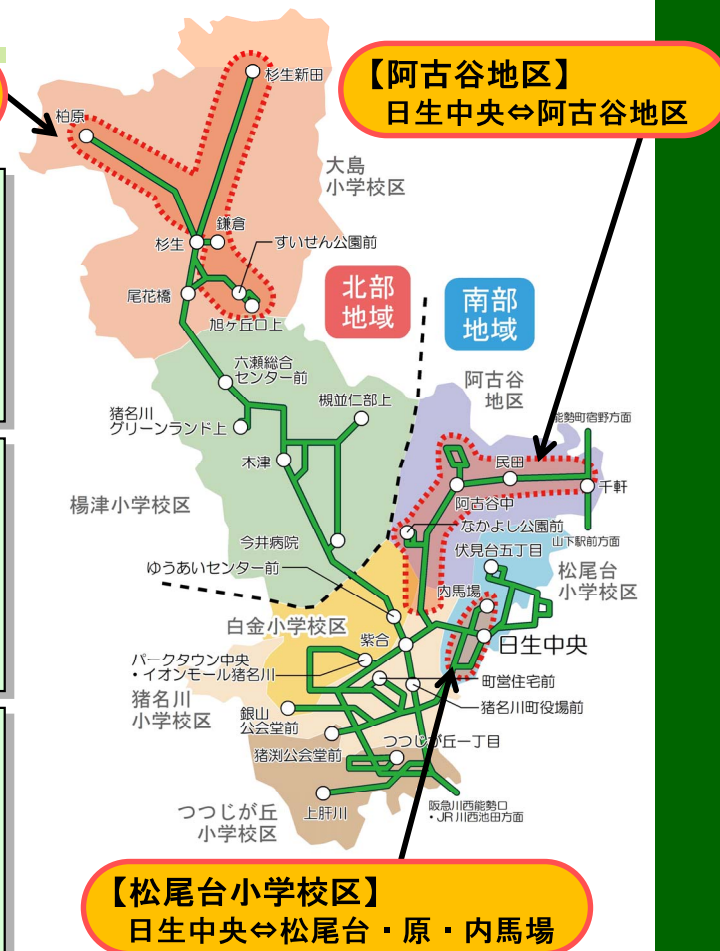 【阿古谷地区】
日生中央⇔阿古谷地区
杉生新田
柏原
大島
小学校区
鎌倉
杉生
すいせん公園前
尾花橋
旭ヶ丘口上
北部
地域
南部
地域
六瀬総合
センター前
阿古谷
地区
槻並仁部上
猪名川
グリーンランド上
能勢町宿野方面
木津
民田
千軒
阿古谷中
楊津小学校区
なかよし公園前
今井病院
山下駅前方面
伏見台五丁目
ゆうあいセンター前
松尾台
小学校区
内馬場
白金小学校区
紫合
日生中央
パークタウン中央
・イオンモール猪名川
町営住宅前
猪名川
小学校区
猪名川町役場前
銀山
公会堂前
つつじが丘一丁目
猪渕公会堂前
つつじが丘
小学校区
上肝川
阪急川西能勢口
・JR川西池田方面
【松尾台小学校区】
日生中央⇔松尾台・原・内馬場